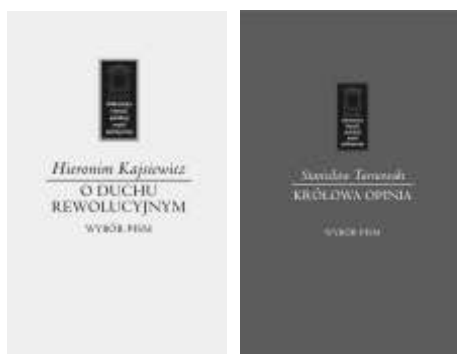 Hieronim Kajsiewicz
O DUCHU
REWOLUCYJNYM
WYBÓR PISM
Stanisław Tarnowski
KRÓLOWA OPINIA
WYBÓR PISM